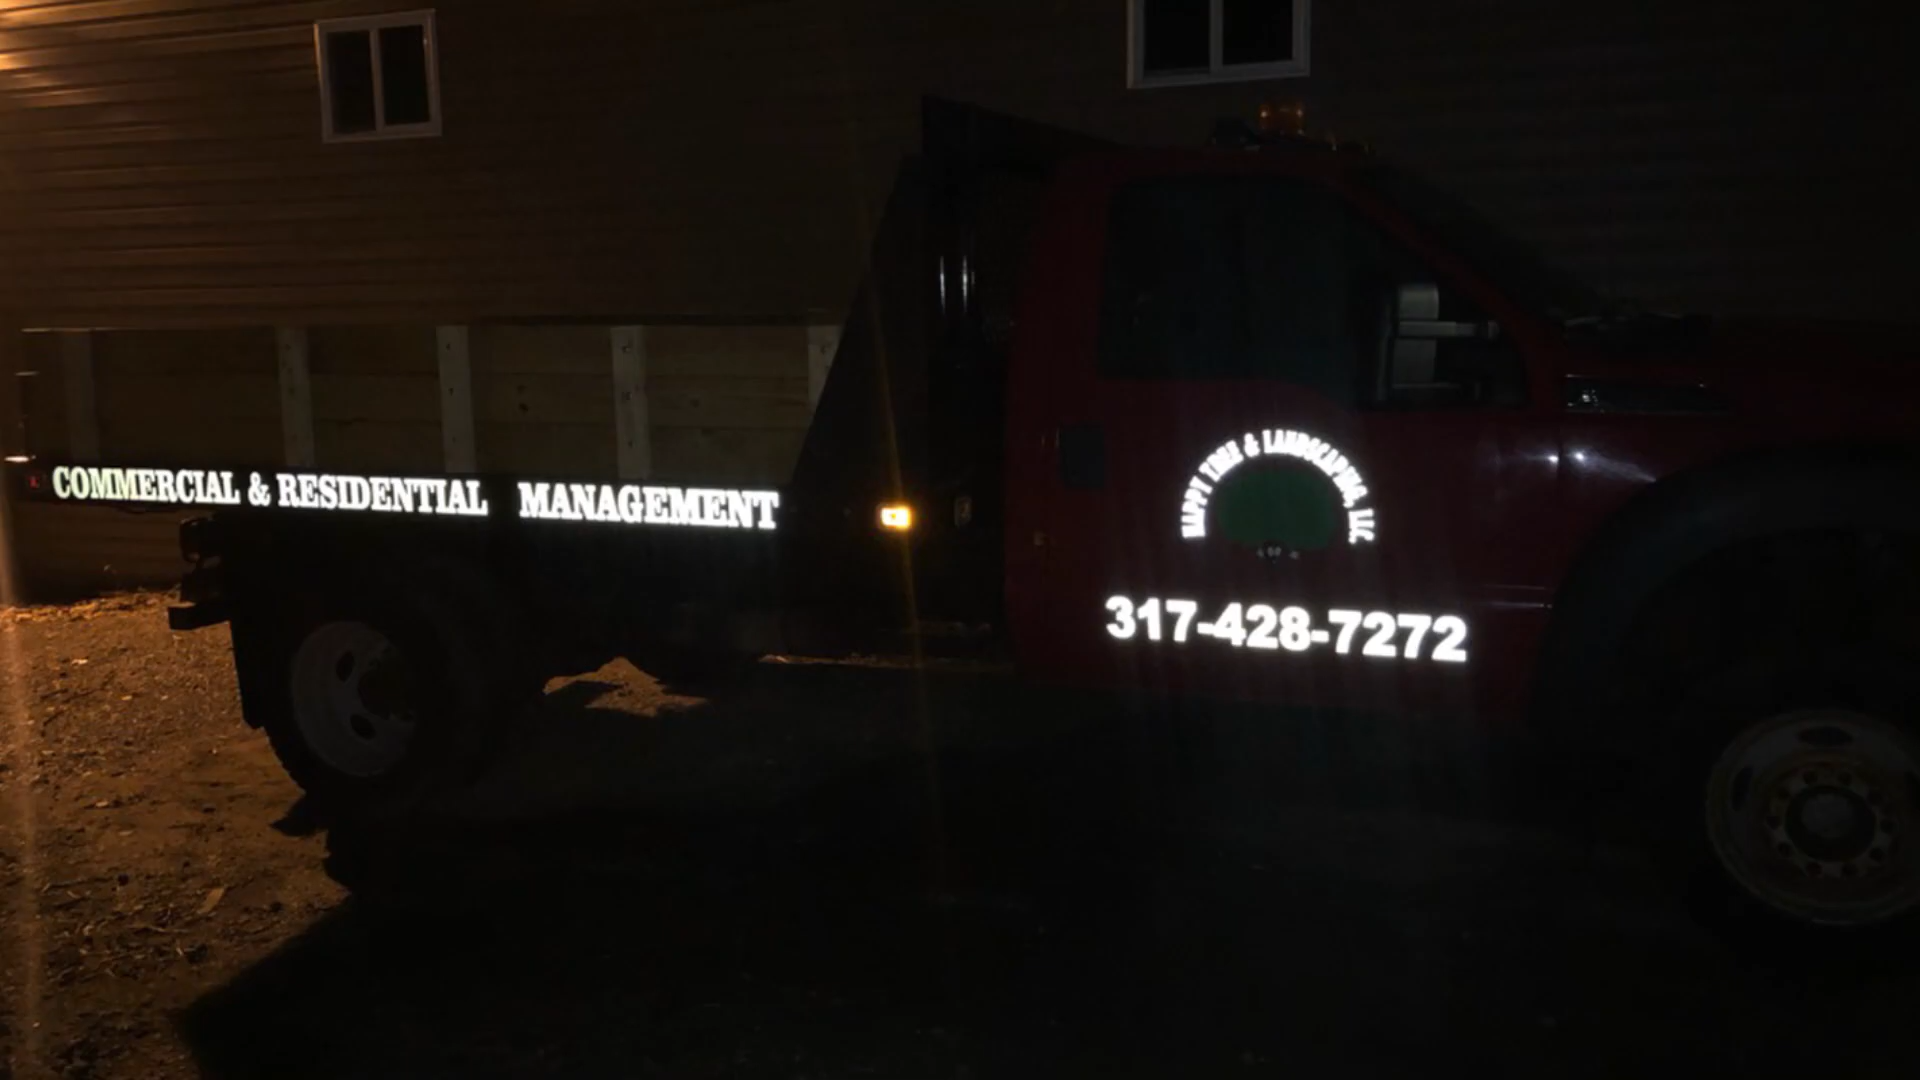 COMMERCIAL & RESIDENTIAL MANAGEMENT
HAPPY TREE & LANDSCAPING, LLC
317-428-7272